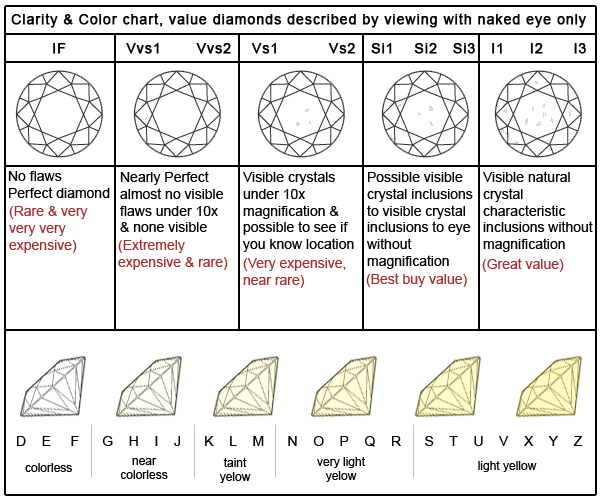 Clarity & Color chart, value diamonds described by viewing with naked eye only
IF
Vvs1 Vvs2
Vs1 Vs2
Si1 Si2 Si3
I1 I2 I3
No flaws
Perfect diamond
(Rare & very
very very
expensive)
Nearly Perfect
almost no visible
flaws under 10x
& none visible
(Extremely
expensive & rare)
Visible crystals
under 10x
magnification &
possible to see if
you know location
(Very expensive,
near rare)
Possible visible
crystal inclusions
to visible crystal
inclusions to eye
without
magnification
(Best buy value)
Visible natural
crystal
characteristic
inclusions without
magnification
(Great value)
D E F G H I J K L M N O P Q R S T U V X Y Z
colorless
near
colorless
taint
yelow
very light
yelow
light yellow